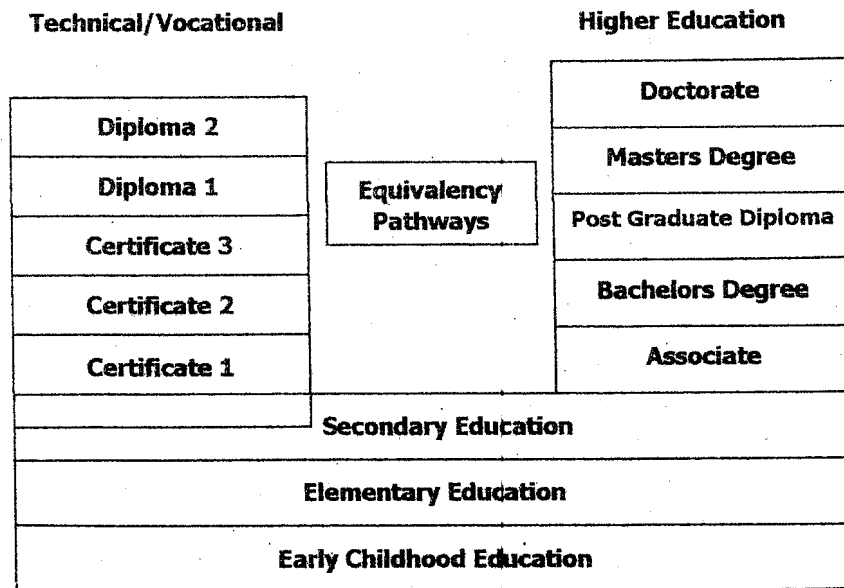 Technical/Vocational
Higher Education
Diploma 2
Diploma 1
Certificate 3
Certificate 2
Certificate 1
Equivalency
Pathways
Doctorate
Masters Degree
Post Graduate Diploma
Bachelors Degree
Associate
Secondary Education
Elementary Education
Early Childhood Education